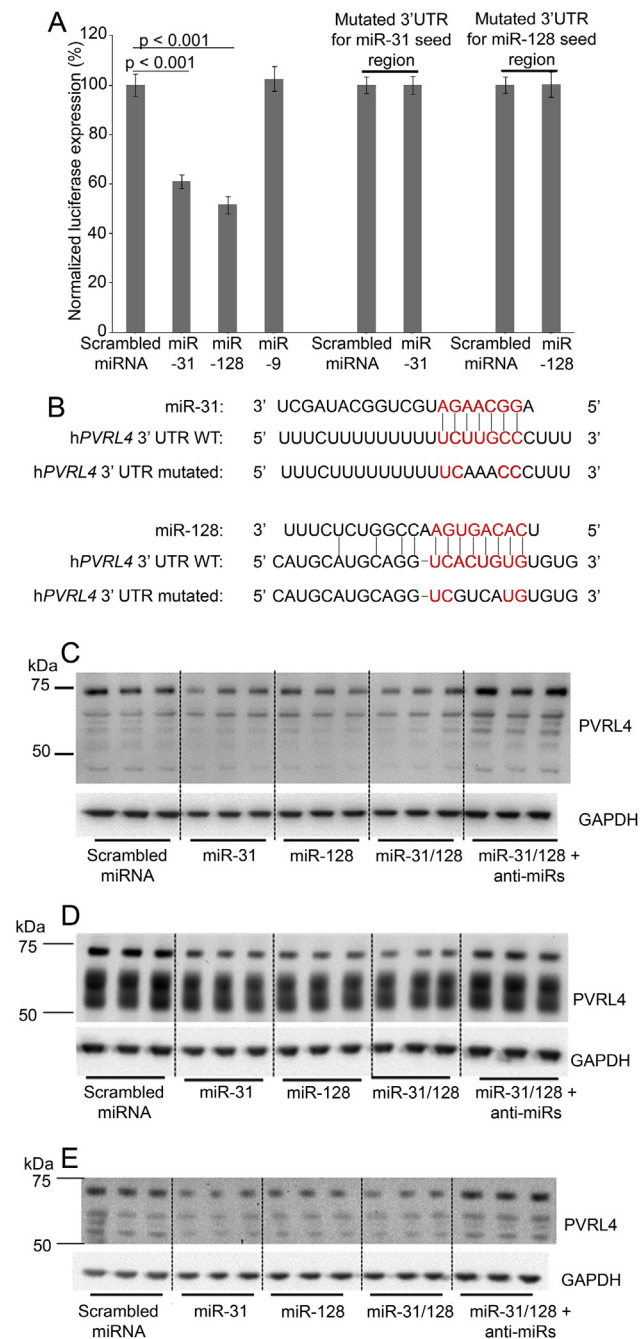 A
Normalized luciferase expression (%)
120
100
80
60
40
20
0
p < 0.001
p < 0.001
Mutated 3'UTR
for miR-31 seed
region
Mutated 3'UTR
for miR-128 seed
region
Scrambled
miRNA
miR
-31
miR
-128
miR
-9
Scrambled
miRNA
miR
-31
Scrambled
miRNA
miR
-128
B
miR-31: 3' UCGAUACGGUCGUAGAACGGA 5'
hPVRL4 3' UTR WT: 5' UUUCUUUUUUUUUUCUUGCCCUUU 3'
hPVRL4 3' UTR mutated: 5' UUUCUUUUUUUUUUCAAACCCUUU 3'
miR-128: 3' UUUCUCUGGCCAAGUGACACU 5'
hPVRL4 3' UTR WT: 5' CAUGCAUGCAGG-UCACUGUGUGUG 3'
hPVRL4 3' UTR mutated: 5' CAUGCAUGCAGG-UCGUCAUGUGUG 3'
C
kDa
75
50
PVRL4
GAPDH
Scrambled
miRNA
miR-31
miR-128
miR-31/128
miR-31/128 +
anti-miRs
D
kDa
75
50
PVRL4
GAPDH
Scrambled
miRNA
miR-31
miR-128
miR-31/128
miR-31/128 +
anti-miRs
E
kDa
75
50
PVRL4
GAPDH
Scrambled
miRNA
miR-31
miR-128
miR-31/128
miR-31/128 +
anti-miRs